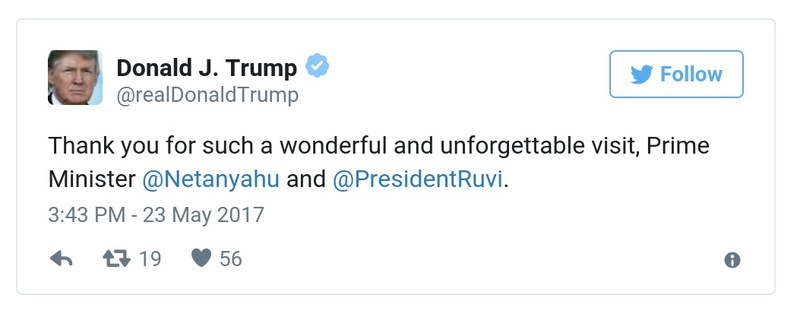 Donald J. Trump
@realDonaldTrump
Follow
Thank you for such a wonderful and unforgettable visit, Prime
Minister @Netanyahu and @PresidentRuvi.
3:43 PM - 23 May 2017
19 56